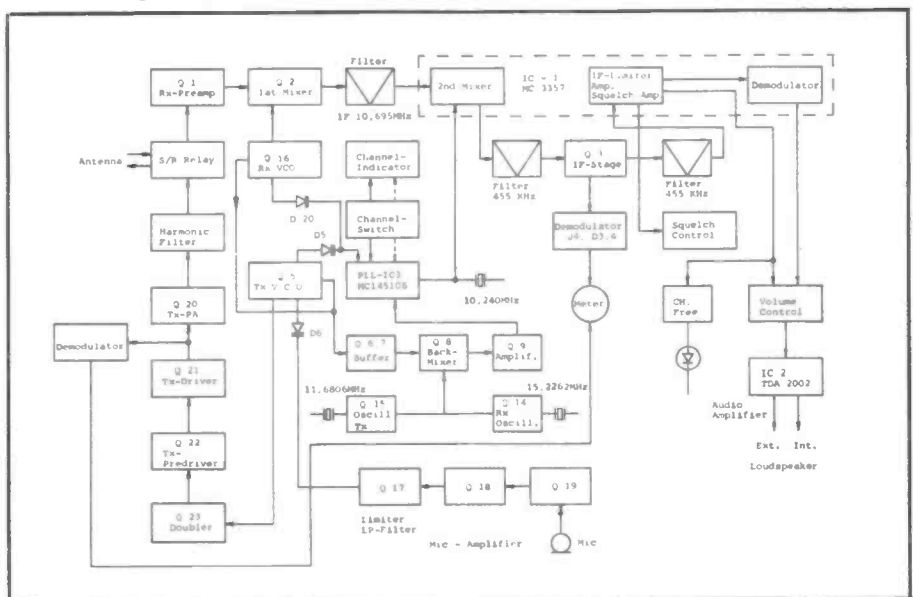 Q 1
Rx-Preamp
Q 2
1st Mixer
Filter
IF 10,695MHz
2nd Mixer
IC - 1
MC 3357
IF-Limiter
Amp.
Squelch Amp.
Demodulator
Antenna
S/R Relay
Q 16
Rx VCO
Channel-
Indicator
Filter
455 KHz
IF-Stage
Filter
455 KHz
D 20
Channel-
Switch
Harmonic
Filter
D5
Demodulator
J4, D3,4
Squelch
Control
Q 5
Tx V C O
PLL-IC3
MC145106
10,240MHz
Meter
CH.
Free
Volume
Control
Q 20
Tx-PA
D6
Demodulator
Q 6,7
Buffer
Q 8
Back-
Mixer
Q 9
Amplif.
IC 2
TDA 2002
Q 21
Tx-Driver
11,6806MHz
15,2262MHz
Q 15
Oscill
Tx
Q 14
Rx
Oscill.
Audio
Amplifier
Ext. Int.
Loudspeaker
Q 22
Tx-
Predriver
Q 17
Q 18
Q 19
Q 23
Doubler
Limiter
LP-Filter
Mic - Amplifier
Mic